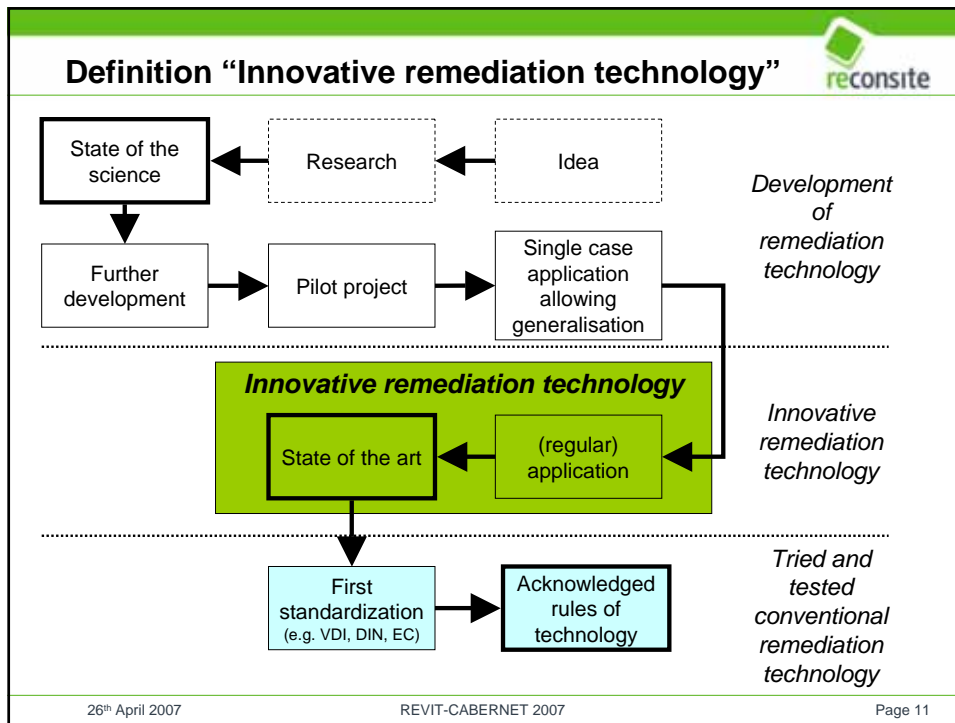 Definition “Innovative remediation technology”
reconsite
State of the
science
Research
Idea
Development
of
remediation
technology
Further
development
Pilot project
Single case
application
allowing
generalisation
Innovative remediation technology
State of the art
(regular)
application
Innovative
remediation
technology
First
standardization
(e.g. VDI, DIN, EC)
Acknowledged
rules of
technology
Tried and
tested
conventional
remediation
technology
26th April 2007
REVIT-CABERNET 2007
Page 11